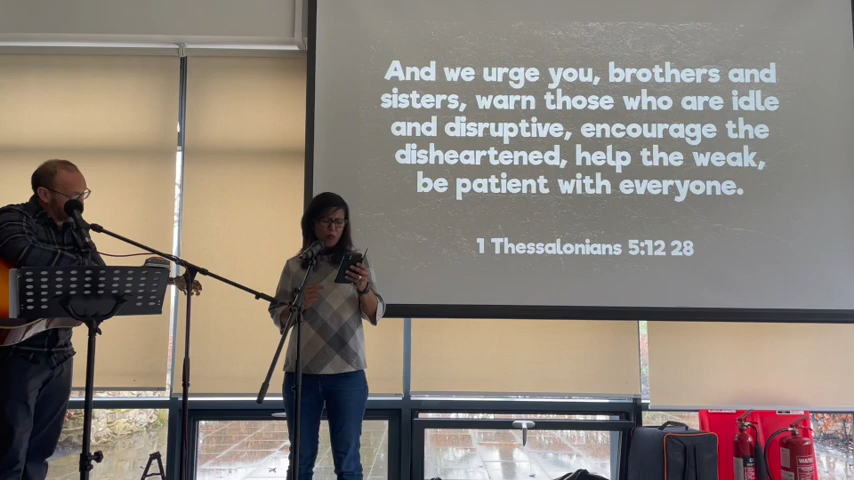 And we urge you, brothers and
sisters, warn those who are idle
and disruptive, encourage the
disheartened, help the weak,
be patient with everyone.
1 Thessalonians 5:12 28
WATER